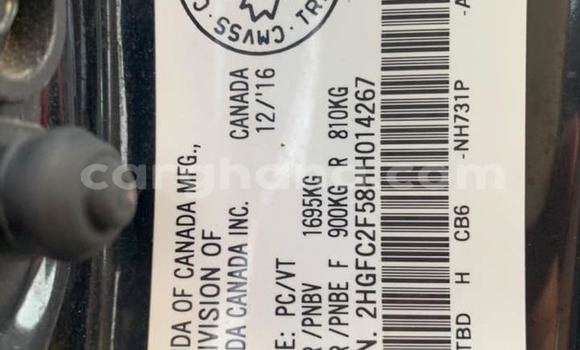 CMVSS
CANADA
12/'16
DA OF CANADA MFG.,
IVISION OF
DA CANADA INC.
E: PC/VT
R /PNBV 1695KG
R /PNBE F 900KG R 810KG
N. 2HGFC2F58HH014267
TBD H CB6 -NH731P -A
carghana.com